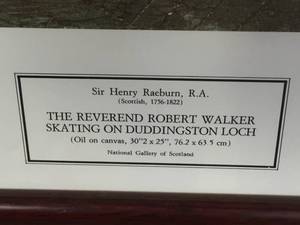 Sir Henry Raeburn, R.A.
(Scottish, 1756-1822)
THE REVEREND ROBERT WALKER
SKATING ON DUDDINGSTON LOCH
(Oil on canvas, 30"2 x 25", 76.2 x 63 5 cm)
National Gallery of Scotland